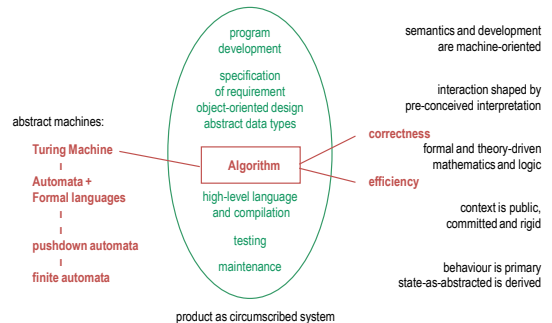 program
development
specification
of requirement
object-oriented design
abstract data types
Algorithm
high-level language
and compilation
testing
maintenance
product as circumscribed system
abstract machines:
Turing Machine
Automata +
Formal languages
pushdown automata
finite automata
correctness
efficiency
semantics and development
are machine-oriented
interaction shaped by
pre-conceived interpretation
formal and theory-driven
mathematics and logic
context is public,
committed and rigid
behaviour is primary
state-as-abstracted is derived